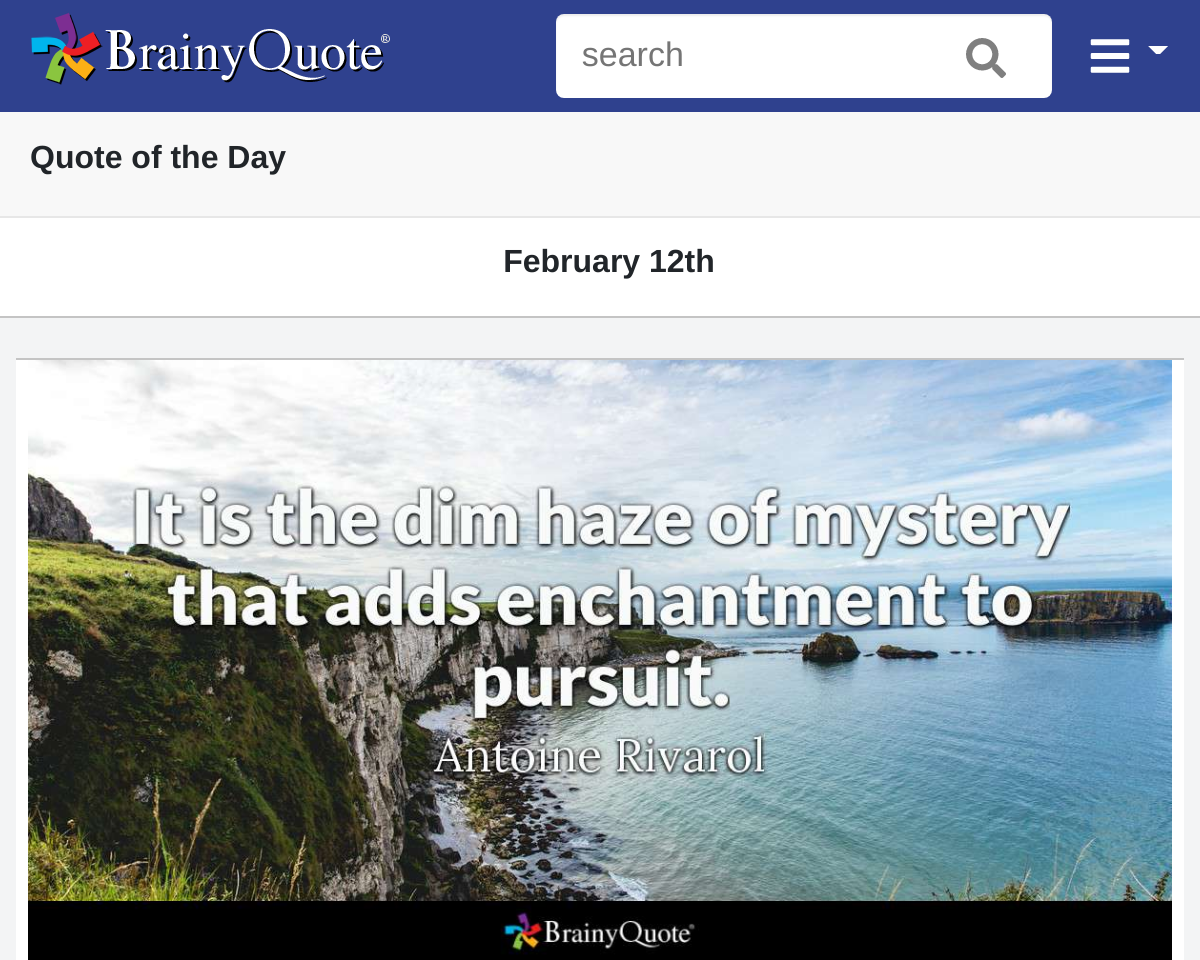 BrainyQuote®
search
Quote of the Day
February 12th
It is the dim haze of mystery
that adds enchantment to
pursuit.
Antoine Rivarol
BrainyQuote®